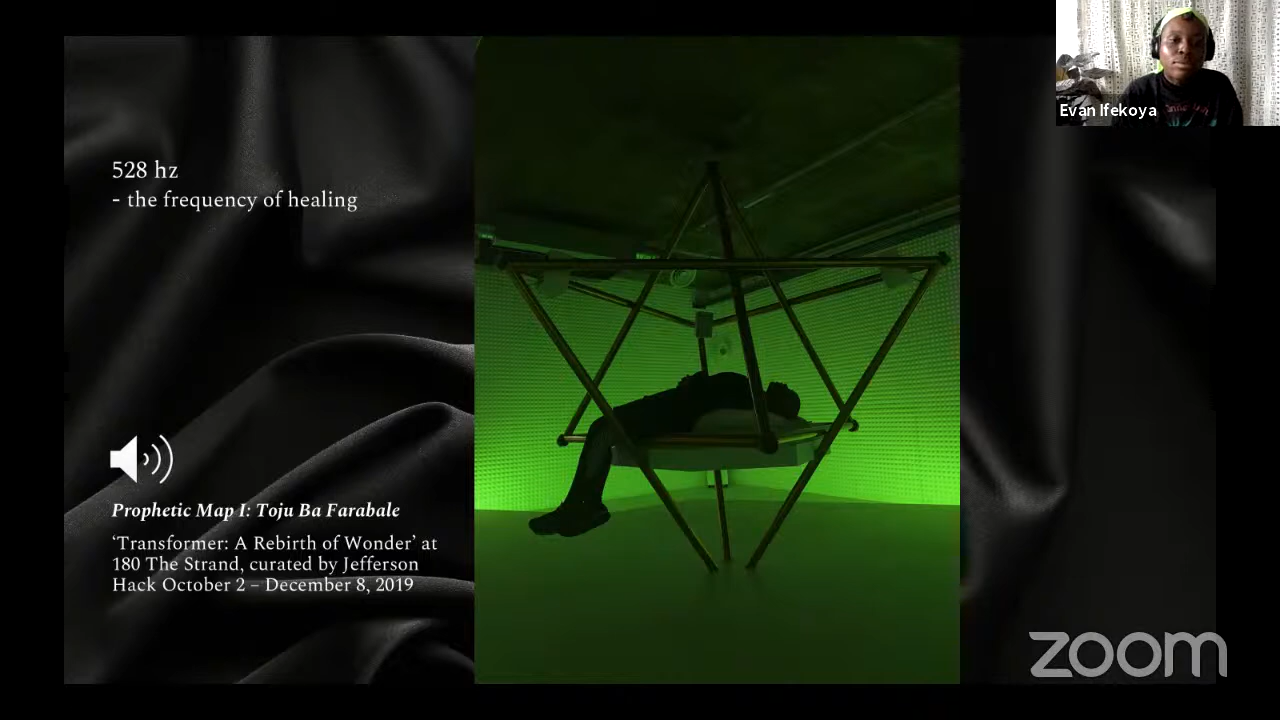 Evan Ifekoya
528 hz
- the frequency of healing
Prophetic Map I: Toju Ba Farabale
‘Transformer: A Rebirth of Wonder’ at
180 The Strand, curated by Jefferson
Hack October 2 – December 8, 2019
zoom